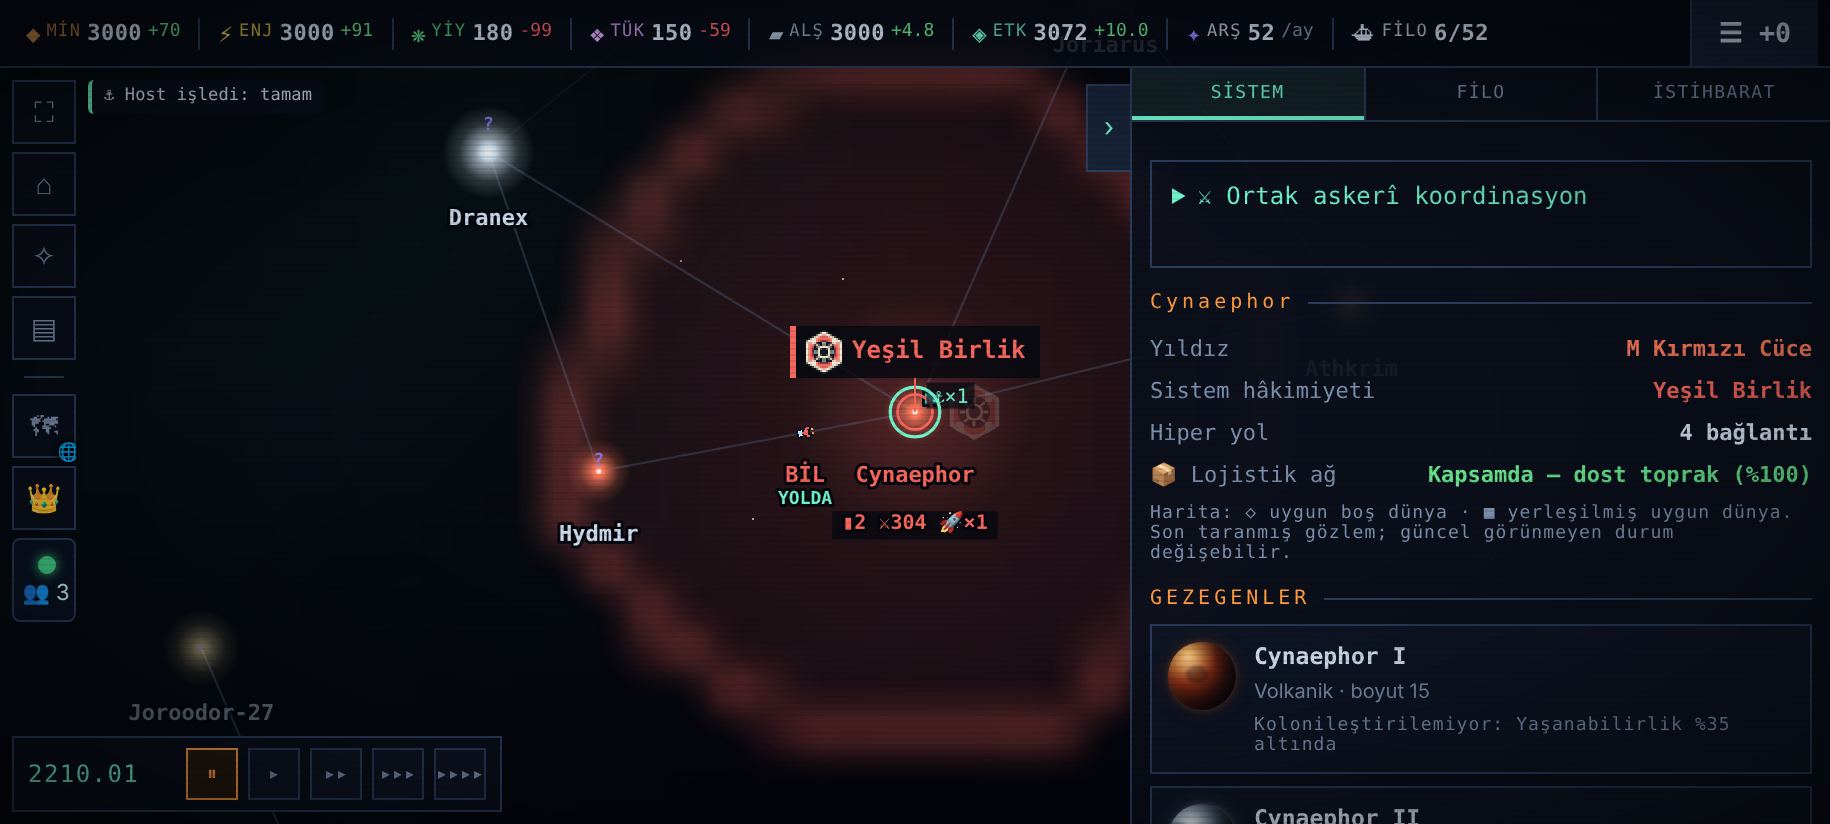 MİN 3000 +70 ENJ 3000 +91 YİY 180 -99 TÜK 150 -59 ALŞ 3000 +4.8 ETK 3072 +10.0 ARŞ 52 /ay FİLO 6/52 ☰ +0
Joriarus
SİSTEM FİLO İSTİHBARAT
⚓ Host işledi: tamam
›
?
Dranex
▶ ⚔ Ortak askerî koordinasyon
Cynaephor
Yıldız M Kırmızı Cüce
Athkrim
Sistem hâkimiyeti Yeşil Birlik
Hiper yol 4 bağlantı
📦 Lojistik ağ Kapsamda — dost toprak (%100)
Harita: ◇ uygun boş dünya · ■ yerleşilmiş uygun dünya.
Son taranmış gözlem; güncel görünmeyen durum
değişebilir.
GEZEGENLER
Cynaephor I
Volkanik · boyut 15
Kolonileştirilemiyor: Yaşanabilirlik %35
altında
Cynaephor II
Yeşil Birlik
⚓×1
BİL
YOLDA
Cynaephor
▮2 ⚔304 🚀×1
?
Hydmir
👥 3
Joroodor-27
2210.01 ⏸ ▶ ▶▶ ▶▶▶ ▶▶▶▶